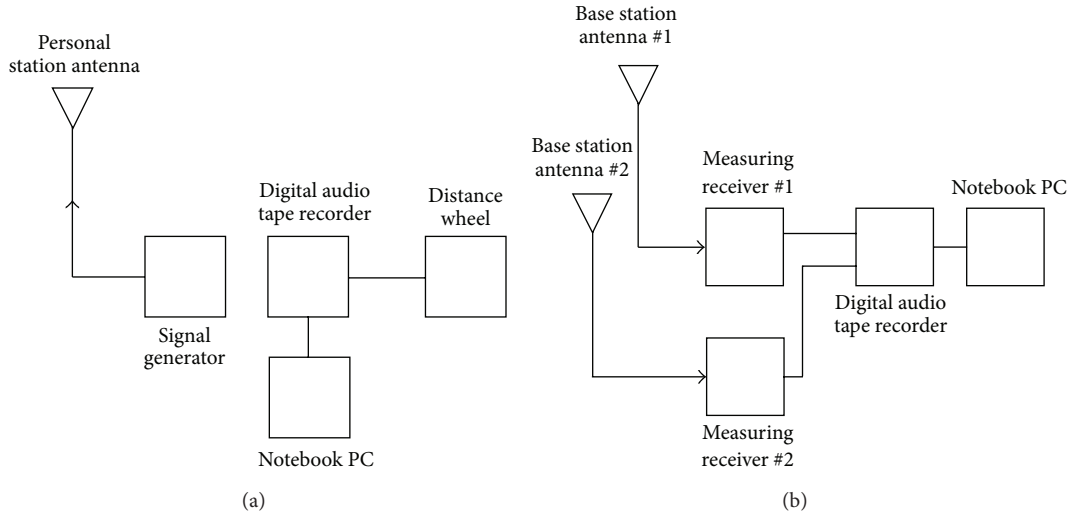 Personal
station antenna
Digital audio
tape recorder
Distance
wheel
Signal
generator
Notebook PC
(a)
Base station
antenna #1
Base station
antenna #2
Measuring
receiver #1
Notebook PC
Digital audio
tape recorder
Measuring
receiver #2
(b)